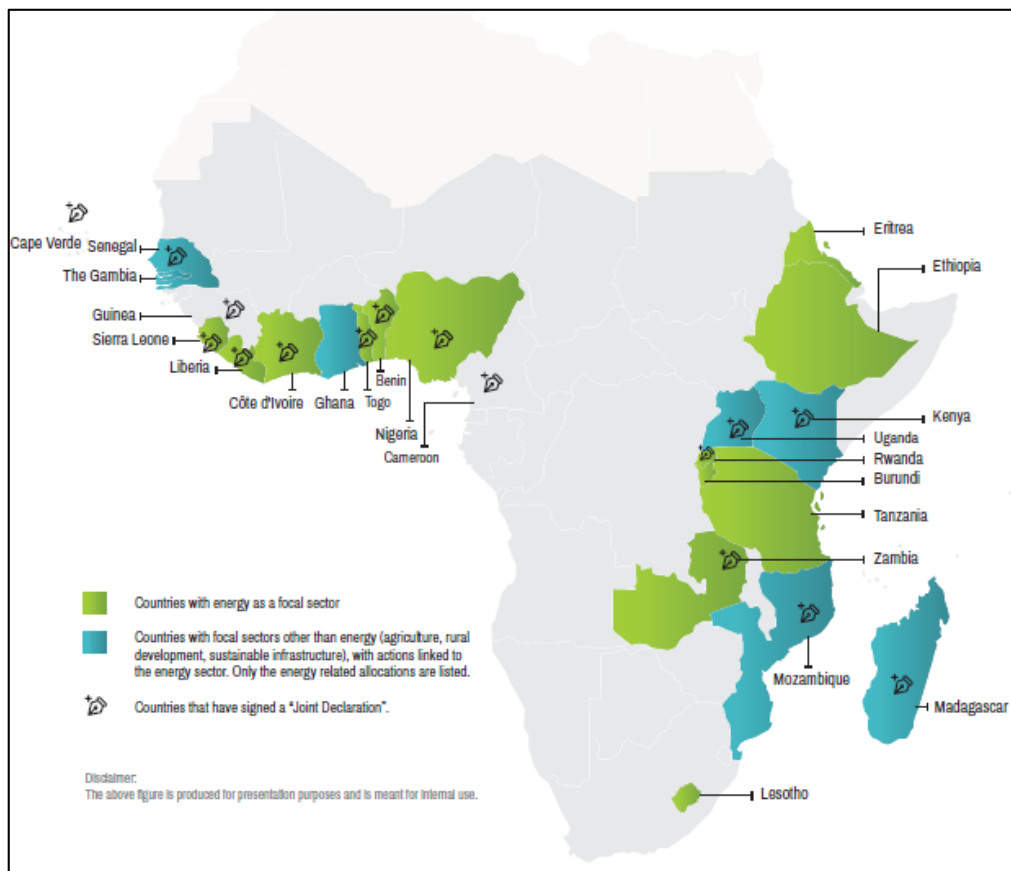 Cape Verde
Senegal
The Gambia
Guinea
Sierra Leone
Liberia
Côte d'Ivoire
Ghana
Togo
Benin
Nigeria
Cameroon
Eritrea
Ethiopia
Kenya
Uganda
Rwanda
Burundi
Tanzania
Zambia
Mozambique
Madagascar
Lesotho
Countries with energy as a focal sector
Countries with focal sectors other than energy (agriculture, rural
development, sustainable infrastructure), with actions linked to
the energy sector. Only the energy related allocations are listed.
Countries that have signed a “Joint Declaration”.
Disclaimer:
The above figure is produced for presentation purposes and is meant for internal use.